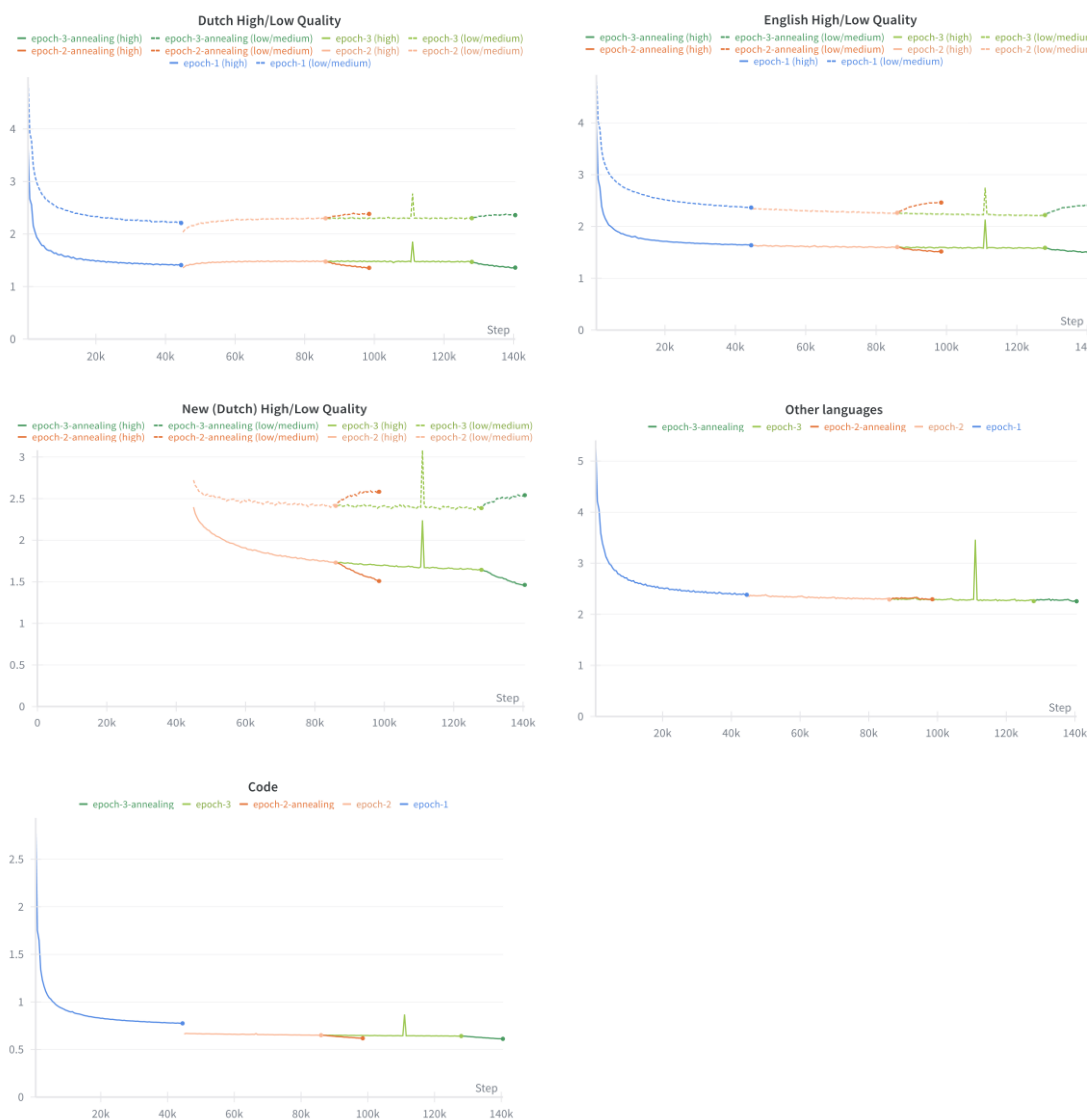 Dutch High/Low Quality
epoch-3-annealing (high) epoch-3-annealing (low/medium) epoch-3 (high) epoch-3 (low/medium)
epoch-2-annealing (high) epoch-2-annealing (low/medium) epoch-2 (high) epoch-2 (low/medium)
epoch-1 (high) epoch-1 (low/medium)
4
3
2
1
0
Step
20k 40k 60k 80k 100k 120k 140k
English High/Low Quality
epoch-3-annealing (high) epoch-3-annealing (low/medium) epoch-3 (high) epoch-3 (low/medium
epoch-2-annealing (high) epoch-2-annealing (low/medium) epoch-2 (high) epoch-2 (low/medium
epoch-1 (high) epoch-1 (low/medium)
4
3
2
1
0
Step
20k 40k 60k 80k 100k 120k 14
New (Dutch) High/Low Quality
epoch-3-annealing (high) epoch-3-annealing (low/medium) epoch-3 (high) epoch-3 (low/medium)
epoch-2-annealing (high) epoch-2-annealing (low/medium) epoch-2 (high) epoch-2 (low/medium)
3
2.5
2
1.5
1
0.5
0
Step
0 20k 40k 60k 80k 100k 120k 140k
Other languages
epoch-3-annealing epoch-3 epoch-2-annealing epoch-2 epoch-1
5
4
3
2
1
0
Step
20k 40k 60k 80k 100k 120k 140k
Code
epoch-3-annealing epoch-3 epoch-2-annealing epoch-2 epoch-1
2.5
2
1.5
1
0.5
0
Step
20k 40k 60k 80k 100k 120k 140k